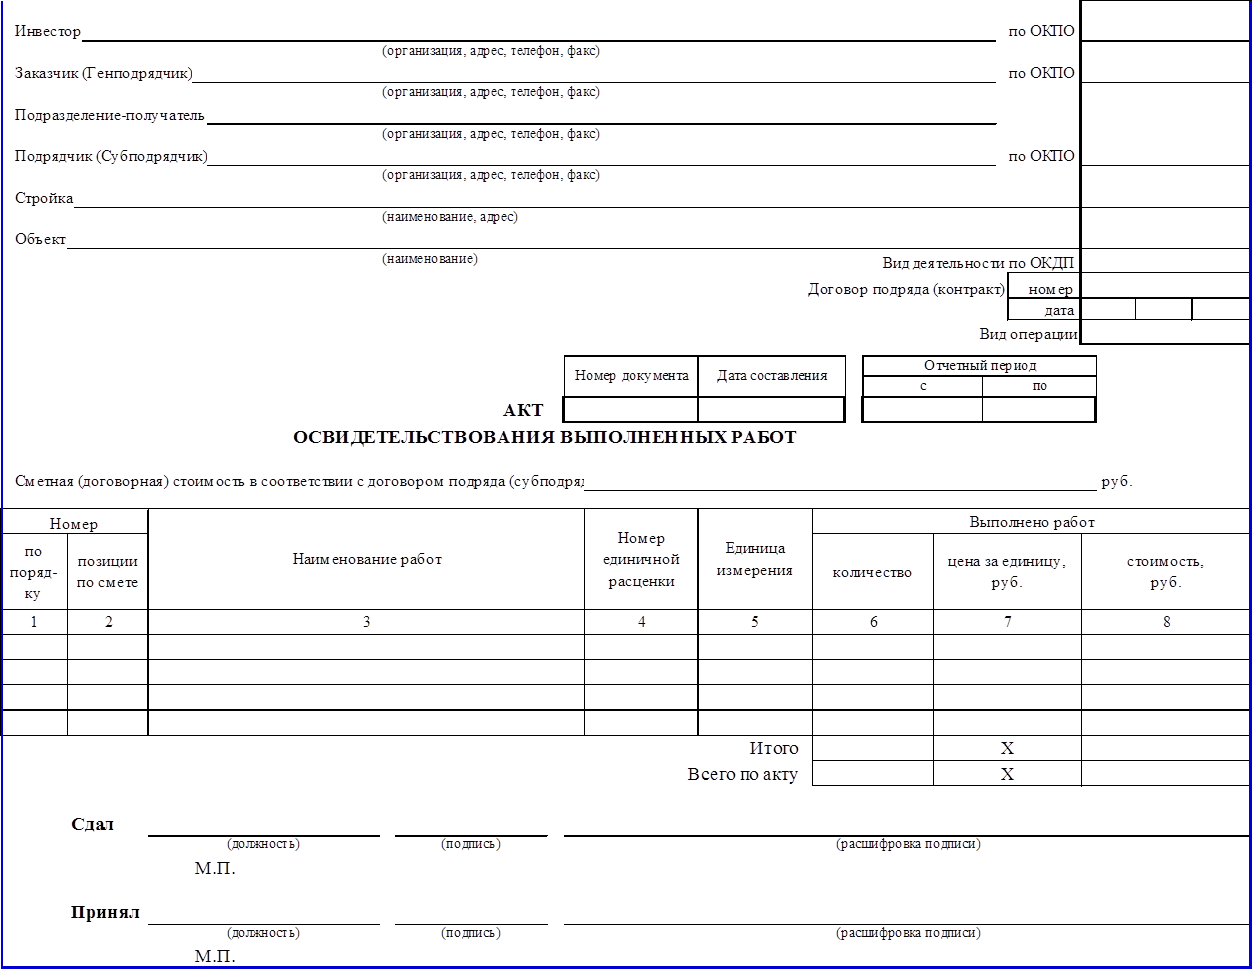 Инвестор по ОКПО
(организация, адрес, телефон, факс)
Заказчик (Генподрядчик) по ОКПО
(организация, адрес, телефон, факс)
Подразделение-получатель
(организация, адрес, телефон, факс)
Подрядчик (Субподрядчик) по ОКПО
(организация, адрес, телефон, факс)
Стройка
(наименование, адрес)
Объект
(наименование)
Вид деятельности по ОКДП
Договор подряда (контракт) номер
дата
Вид операции
Номер документа Дата составления Отчетный период
с по
АКТ
ОСВИДЕТЕЛЬСТВОВАНИЯ ВЫПОЛНЕННЫХ РАБОТ
Сметная (договорная) стоимость в соответствии с договором подряда (субподряд руб.
Номер Наименование работ Номер единичной расценки Единица измерения Выполнено работ
по поряд-ку позиции по смете количество цена за единицу, руб. стоимость, руб.
1 2 3 4 5 6 7 8
Итого Х
Всего по акту Х
Сдал
(должность) (подпись) (расшифровка подписи)
М.П.
Принял
(должность) (подпись) (расшифровка подписи)
М.П.